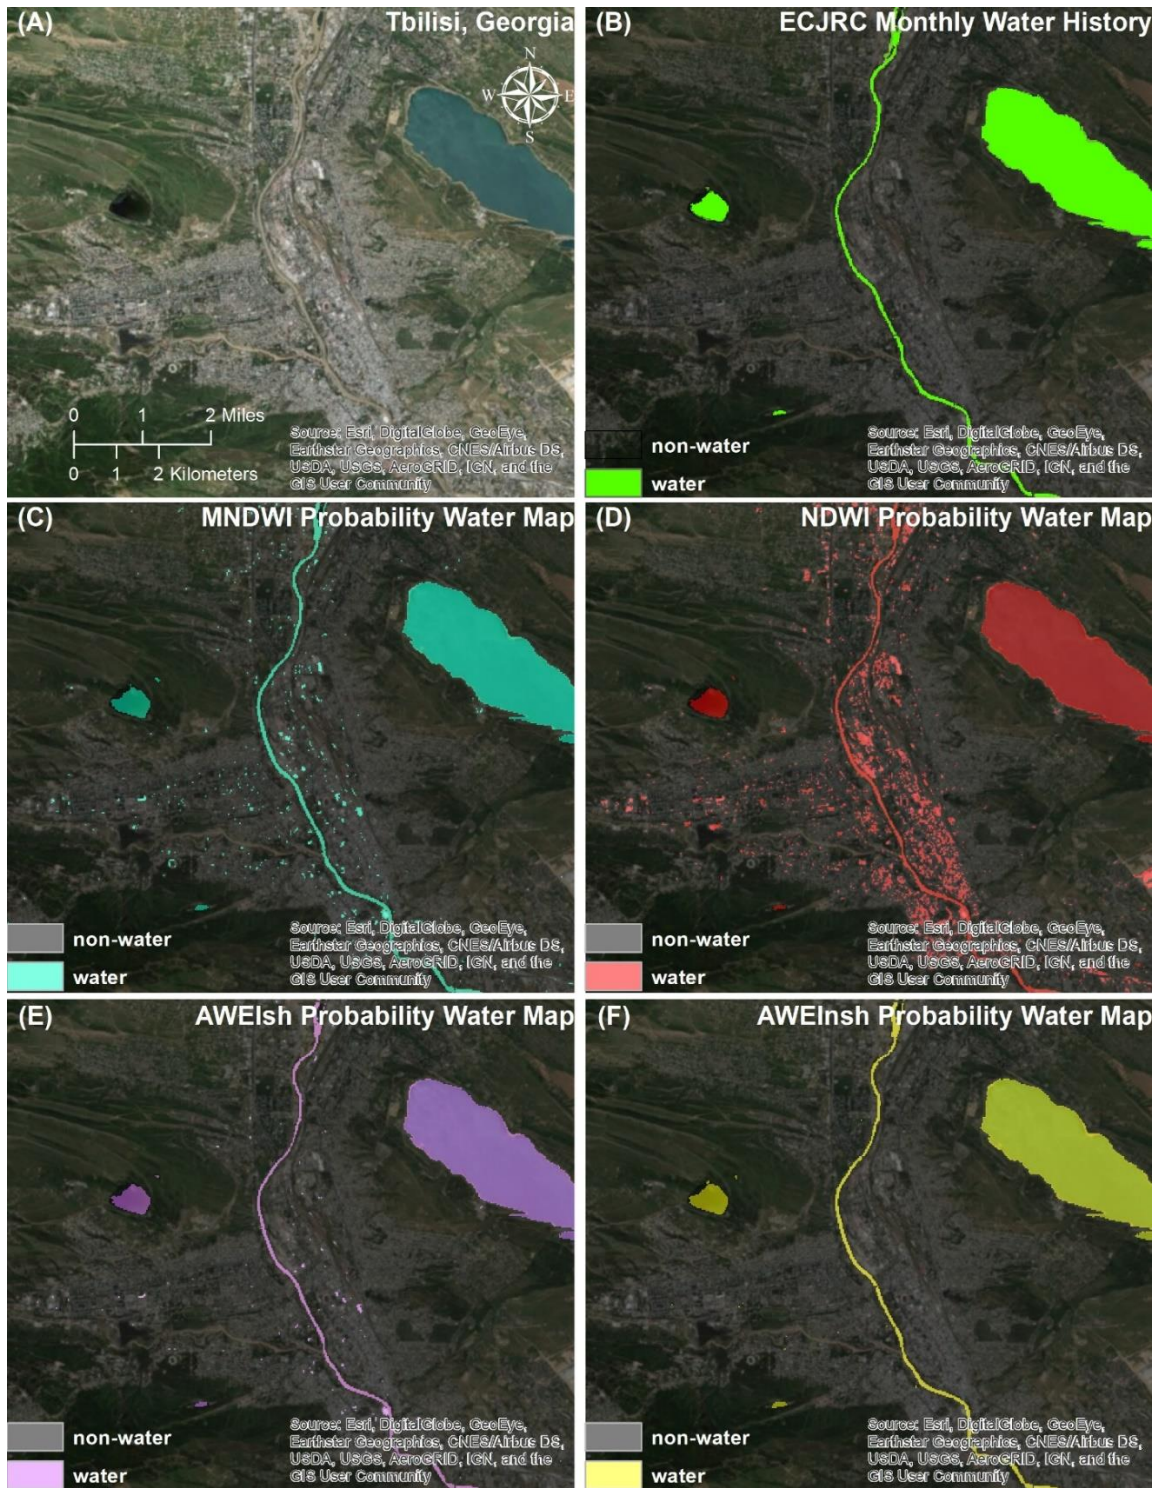 (A)
Tbilisi, Georgia
N
W E
S
0 1 2 Miles
0 1 2 Kilometers
Source: Esri, DigitalGlobe, GeoEye,
Earthstar Geographics, CNES/Airbus DS,
USDA, USGS, AeroGRID, IGN, and the
GIS User Community
(B)
ECJRC Monthly Water History
non-water
water
Source: Esri, DigitalGlobe, GeoEye,
Earthstar Geographics, CNES/Airbus DS,
USDA, USGS, AeroGRID, IGN, and the
GIS User Community
(C)
MNDWI Probability Water Map
non-water
water
Source: Esri, DigitalGlobe, GeoEye,
Earthstar Geographics, CNES/Airbus DS,
USDA, USGS, AeroGRID, IGN, and the
GIS User Community
(D)
NDWI Probability Water Map
non-water
water
Source: Esri, DigitalGlobe, GeoEye,
Earthstar Geographics, CNES/Airbus DS,
USDA, USGS, AeroGRID, IGN, and the
GIS User Community
(E)
AWEIsh Probability Water Map
non-water
water
Source: Esri, DigitalGlobe, GeoEye,
Earthstar Geographics, CNES/Airbus DS,
USDA, USGS, AeroGRID, IGN, and the
GIS User Community
(F)
AWEInsh Probability Water Map
non-water
water
Source: Esri, DigitalGlobe, GeoEye,
Earthstar Geographics, CNES/Airbus DS,
USDA, USGS, AeroGRID, IGN, and the
GIS User Community